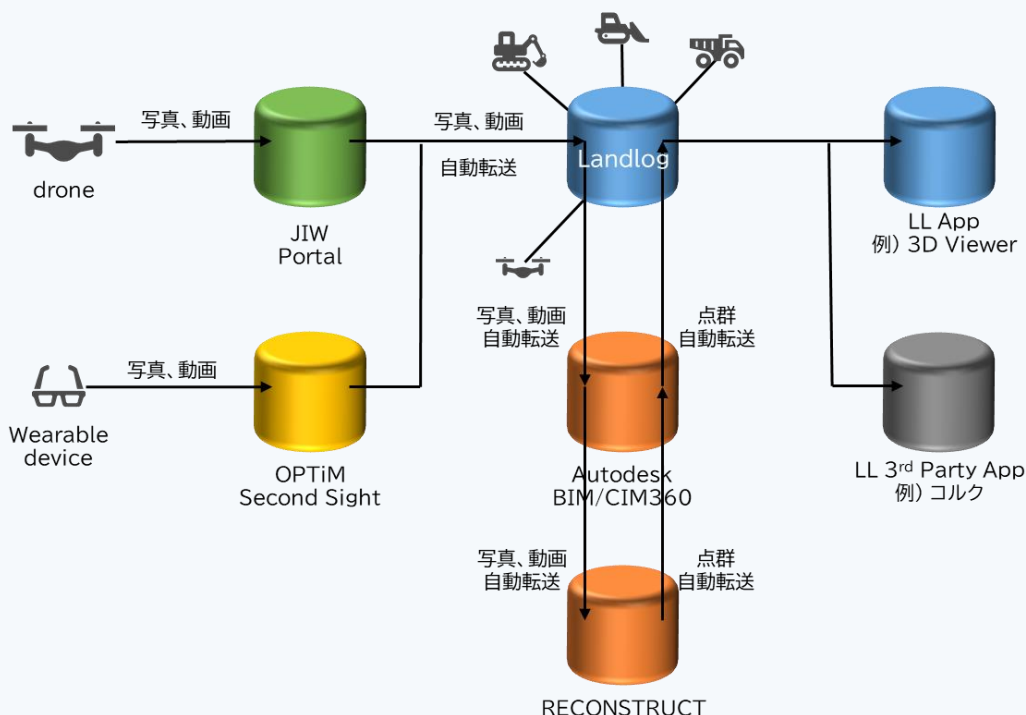 写真、動画
drone
JIW
Portal
写真、動画
自動転送
Landlog
LL App
例) 3D Viewer
写真、動画
Wearable
device
OPTiM
Second Sight
写真、動画
自動転送
点群
自動転送
Autodesk
BIM/CIM360
LL 3rd Party App
例) コルク
写真、動画
自動転送
点群
自動転送
RECONSTRUCT